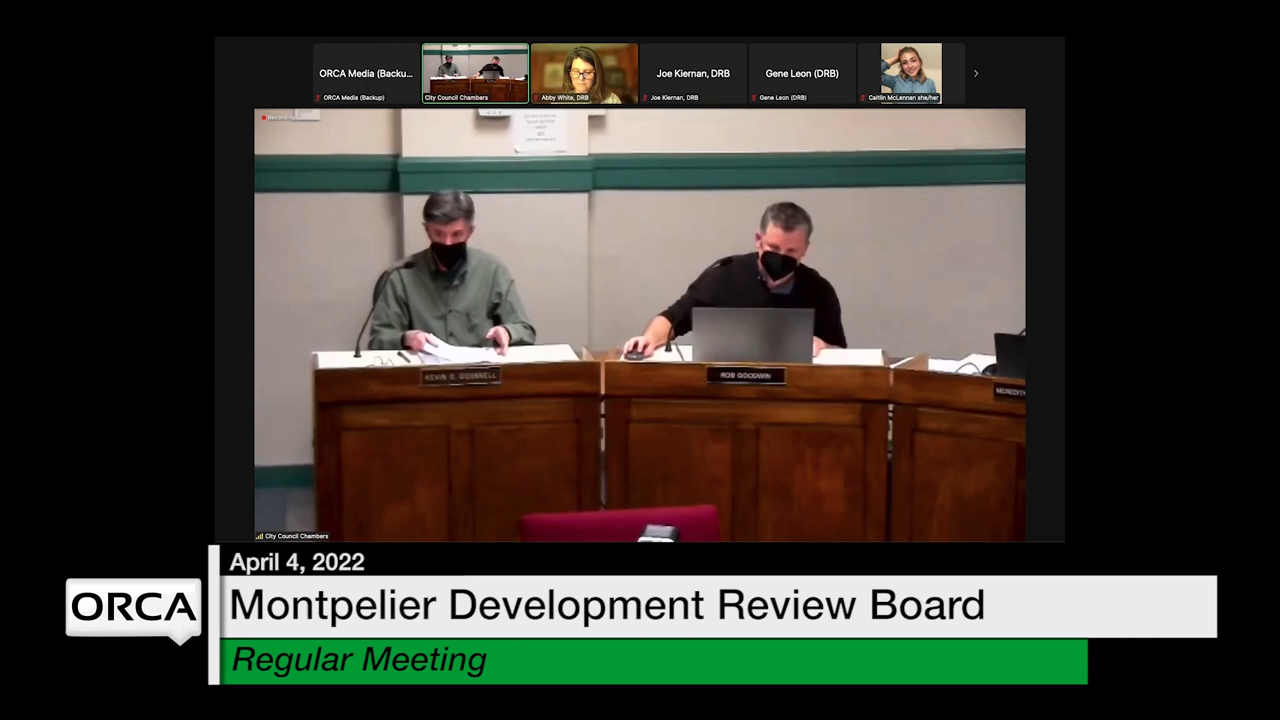 ORCA Media (Backu...
Joe Kiernan, DRB
Gene Leon (DRB)
ORCA Media (Backup)
City Council Chambers
Abby White, DRB
Joe Kiernan, DRB
Gene Leon (DRB)
Caitlin McLennan she/her
Recording...
KEVIN O. O'CONNELL
ROB GOODWIN
MEREDITH
City Council Chambers
April 4, 2022
ORCA
Montpelier Development Review Board
Regular Meeting